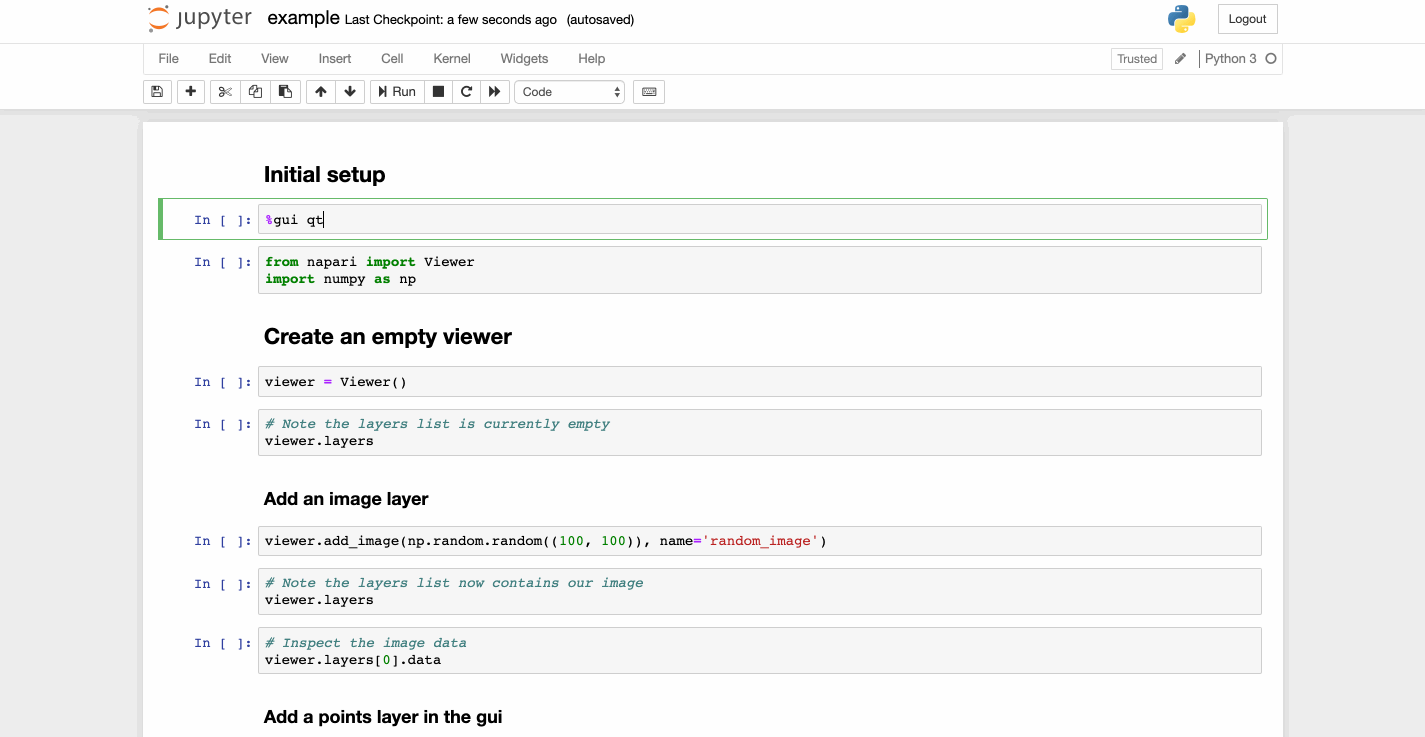 jupyter example Last Checkpoint: a few seconds ago (autosaved) Logout
File Edit View Insert Cell Kernel Widgets Help Trusted Python 3
Run Code
Initial setup
In [ ]: %gui qt
In [ ]: from napari import Viewer
import numpy as np
Create an empty viewer
In [ ]: viewer = Viewer()
In [ ]: # Note the layers list is currently empty
viewer.layers
Add an image layer
In [ ]: viewer.add_image(np.random.random((100, 100)), name='random_image')
In [ ]: # Note the layers list now contains our image
viewer.layers
In [ ]: # Inspect the image data
viewer.layers[0].data
Add a points layer in the gui